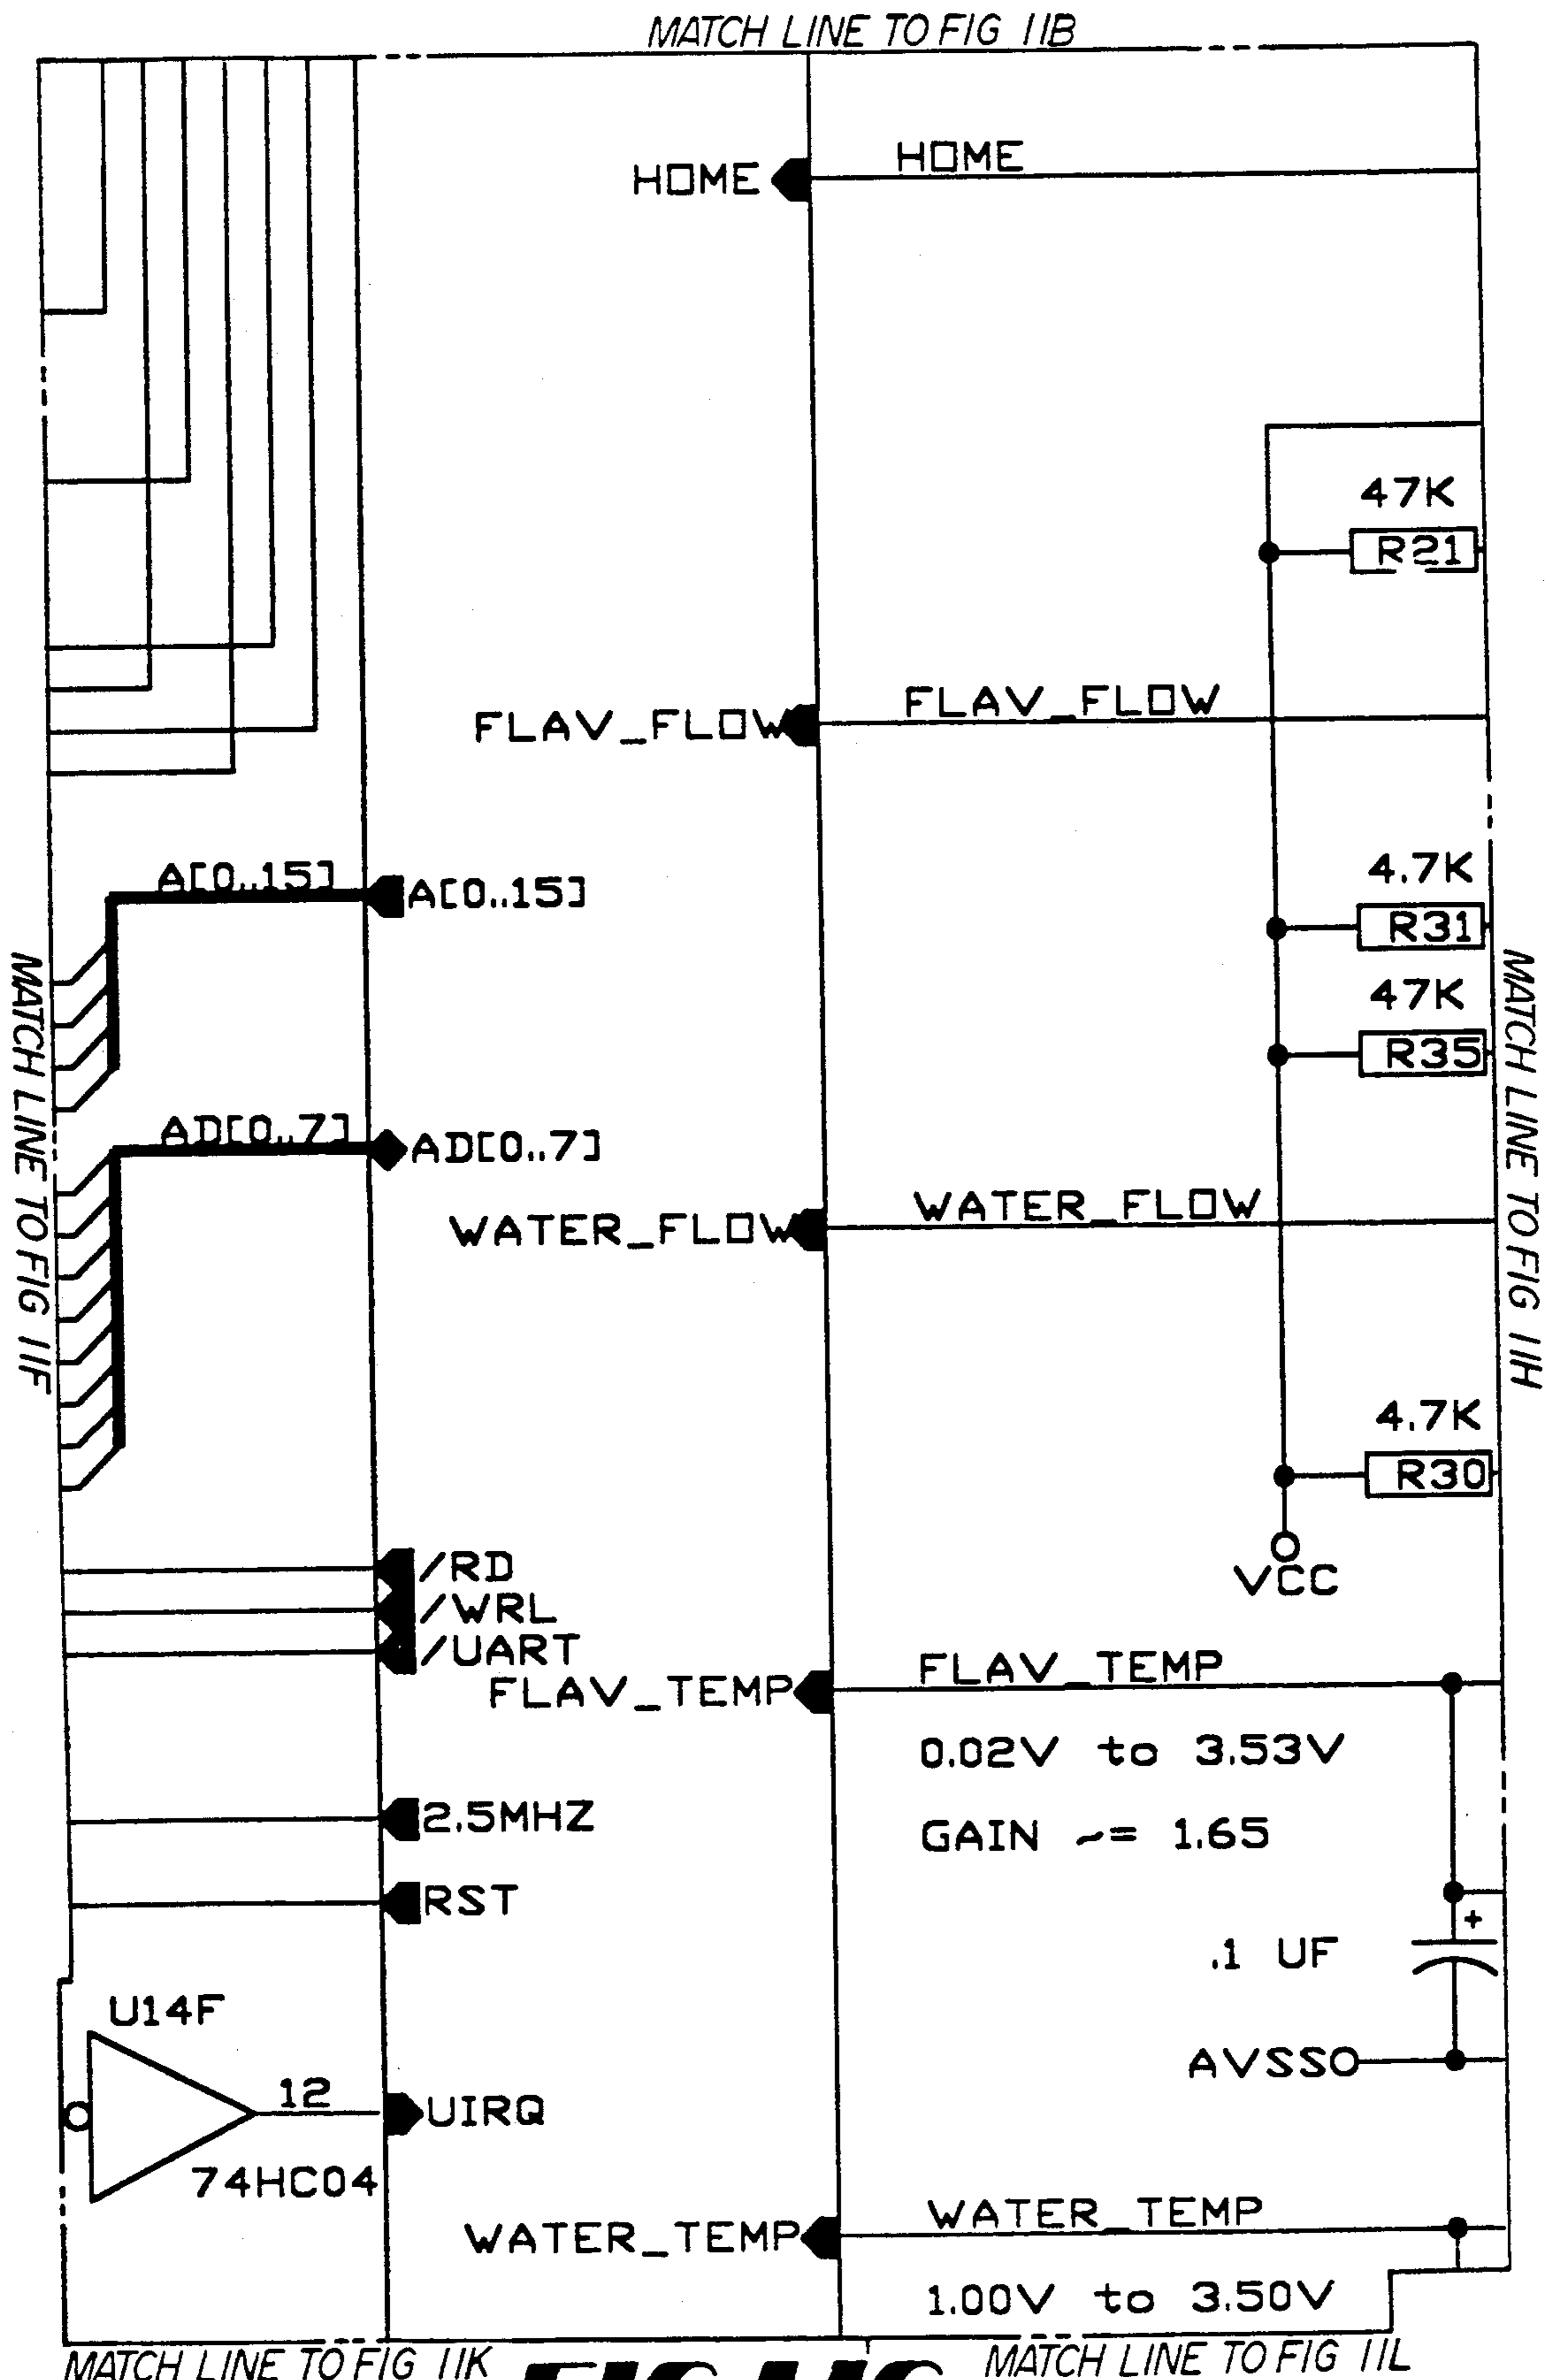 MATCH LINE TO FIG 11B
HOME
HOME
47K
R21
FLAV_FLOW
FLAV_FLOW
A[0..15]
A[0..15]
4.7K
R31
47K
R35
MATCH LINE TO FIG 11F
MATCH LINE TO FIG 11H
AD[0..7]
AD[0..7]
WATER_FLOW
WATER_FLOW
4.7K
R30
VCC
/RD
/WRL
/UART
FLAV_TEMP
FLAV_TEMP
0.02V to 3.53V
2.5MHZ
GAIN ~= 1.65
RST
+
.1 UF
U14F
AVSS
12
UIRQ
74HC04
WATER_TEMP
WATER_TEMP
1.00V to 3.50V
MATCH LINE TO FIG 11K
MATCH LINE TO FIG 11L